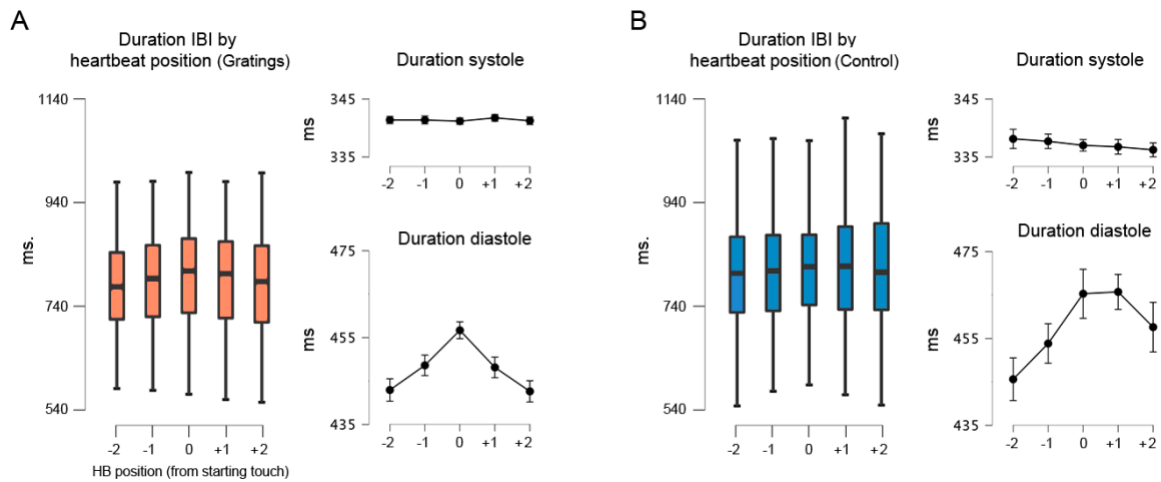 A
Duration IBI by
heartbeat position (Gratings)
1140
940
740
540
ms.
-2 -1 0 +1 +2
HB position (from starting touch)
Duration systole
345
335
ms
-2 -1 0 +1 +2
Duration diastole
475
455
435
ms
-2 -1 0 +1 +2
B
Duration IBI by
heartbeat position (Control)
1140
940
740
540
ms.
-2 -1 0 +1 +2
Duration systole
345
335
ms
-2 -1 0 +1 +2
Duration diastole
475
455
435
ms
-2 -1 0 +1 +2